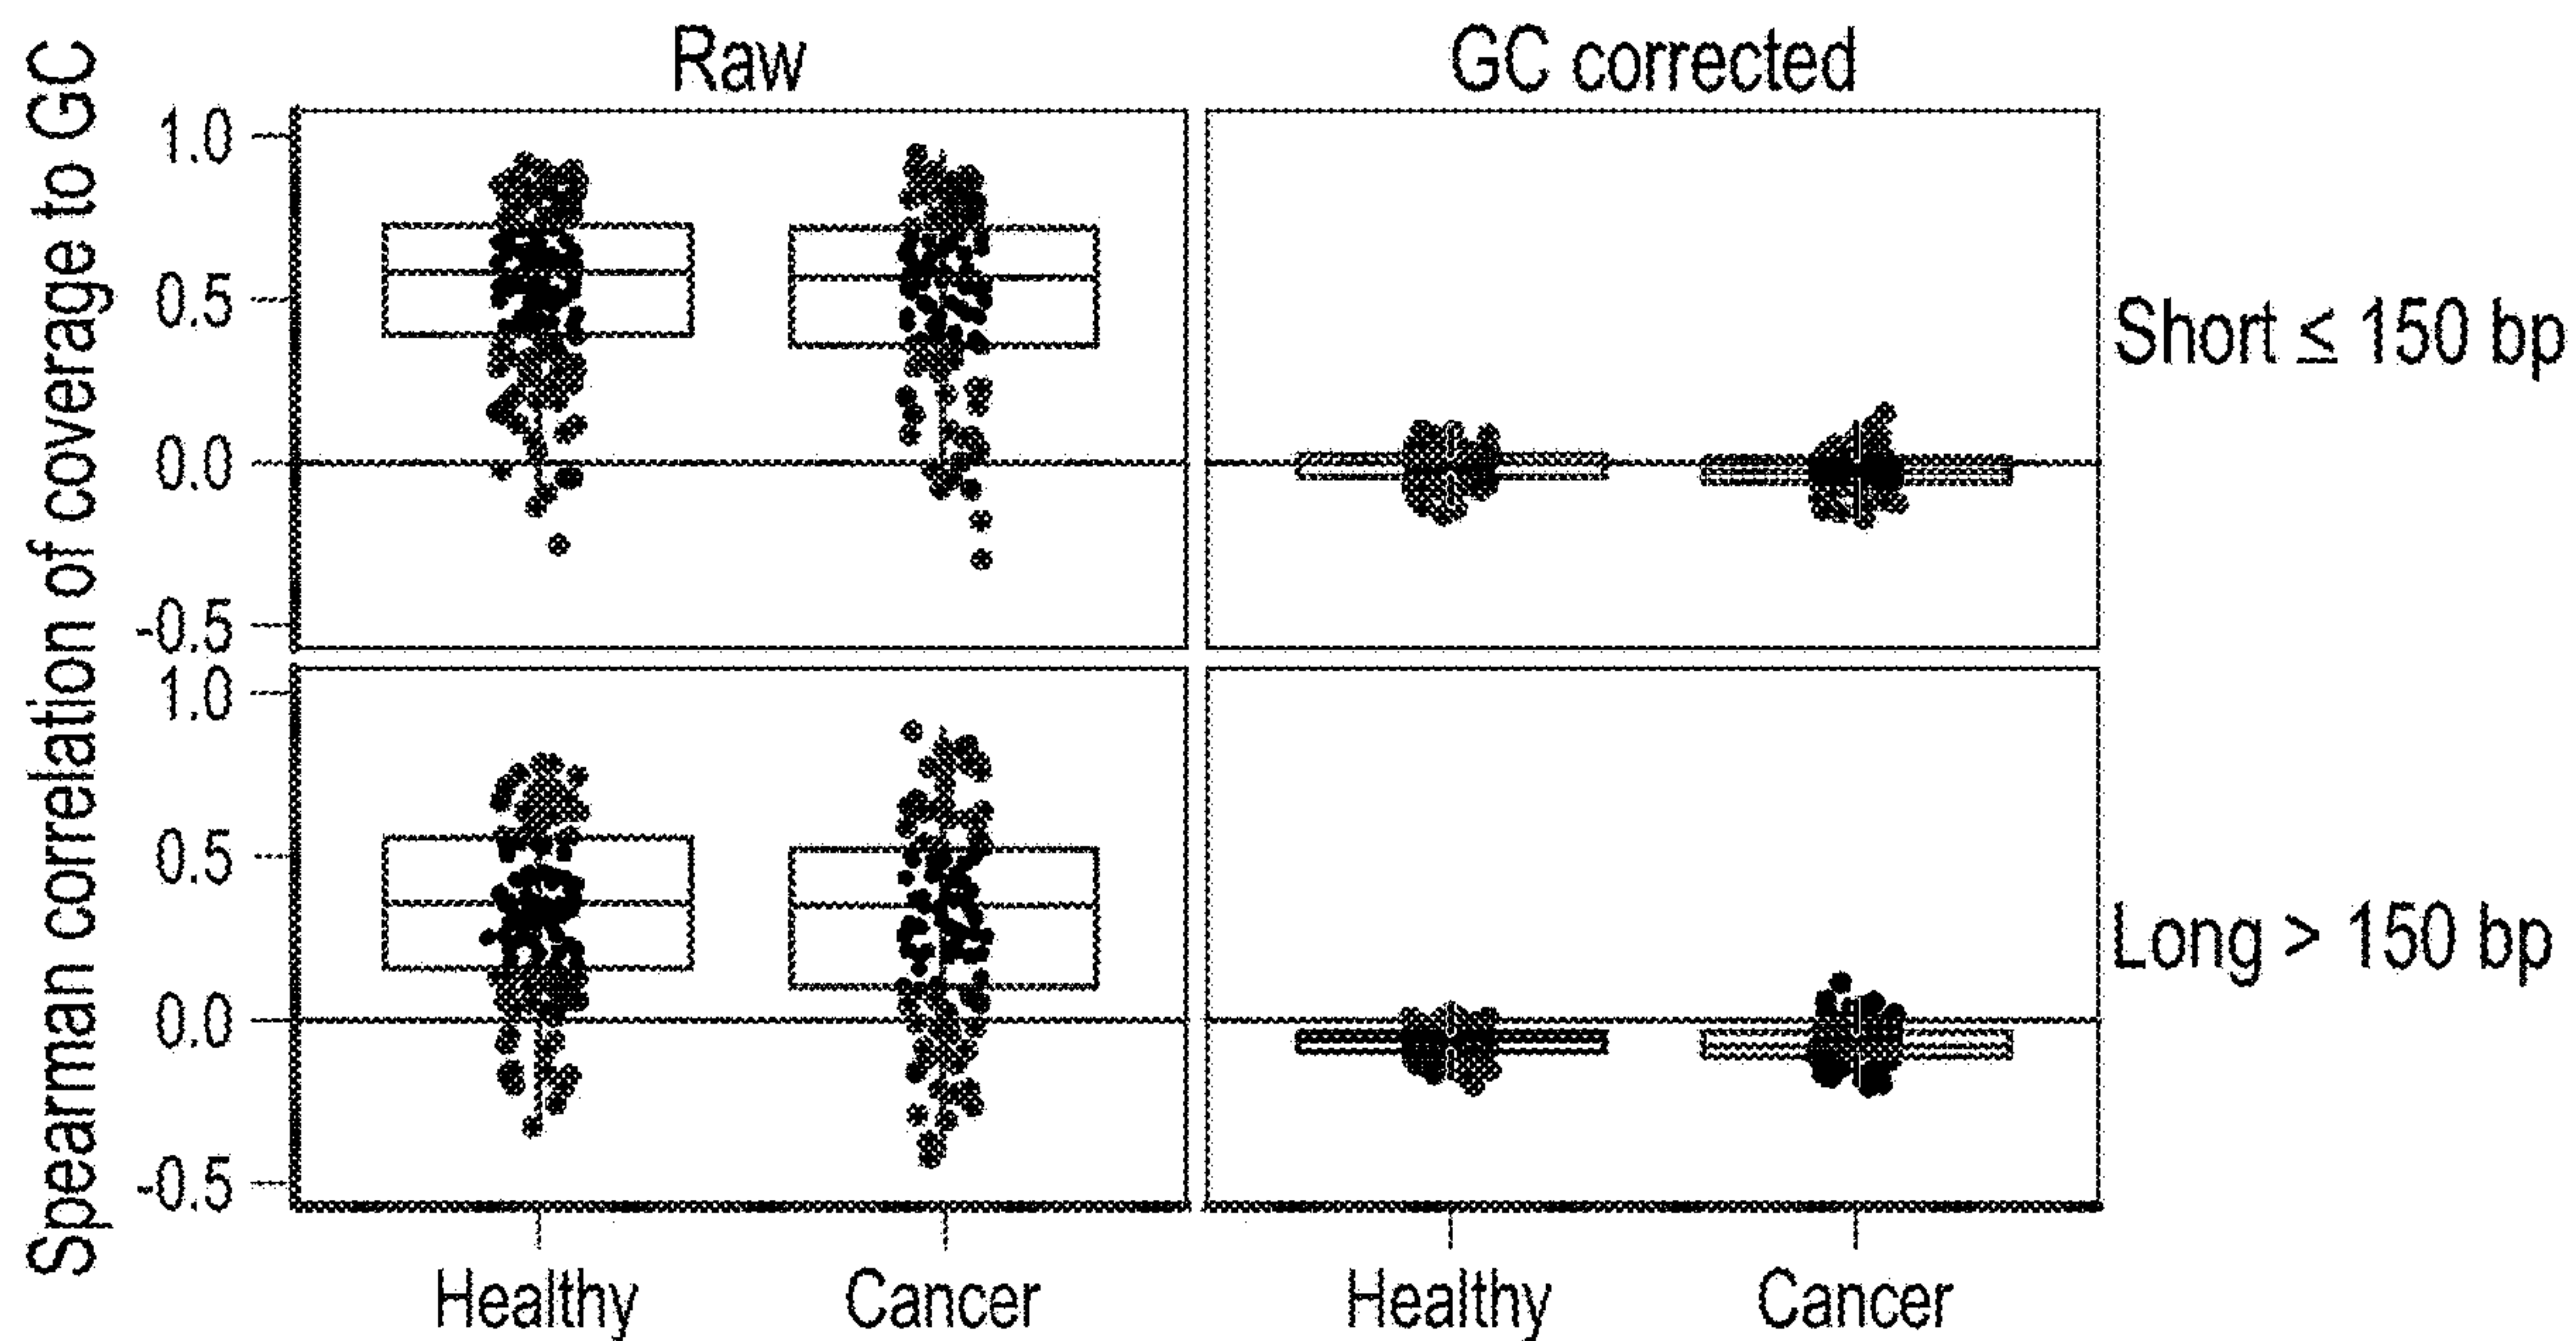 Raw
GC corrected
Spearman correlation of coverage to GC
1.0
0.5
0.0
-0.5
Short ≤ 150 bp
1.0
0.5
0.0
-0.5
Long > 150 bp
Healthy
Cancer
Healthy
Cancer